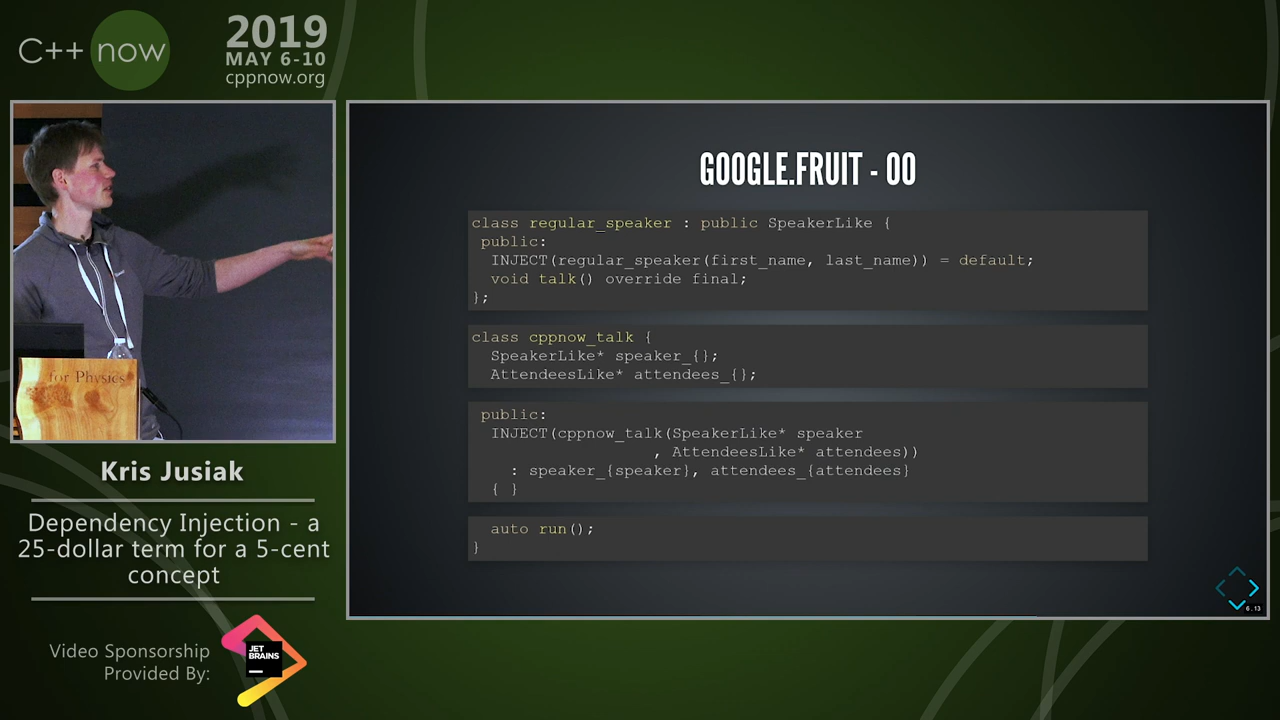 C++ now
2019
MAY 6-10
cppnow.org
for Physics
Kris Jusiak
Dependency Injection - a
25-dollar term for a 5-cent
concept
Video Sponsorship
Provided By:
JET
BRAINS
GOOGLE.FRUIT - OO
class regular_speaker : public SpeakerLike {
public:
INJECT(regular_speaker(first_name, last_name)) = default;
void talk() override final;
};
class cppnow_talk {
SpeakerLike* speaker_{};
AttendeesLike* attendees_{};
public:
INJECT(cppnow_talk(SpeakerLike* speaker
, AttendeesLike* attendees))
: speaker_{speaker}, attendees_{attendees}
{ }
auto run();
}
6.13